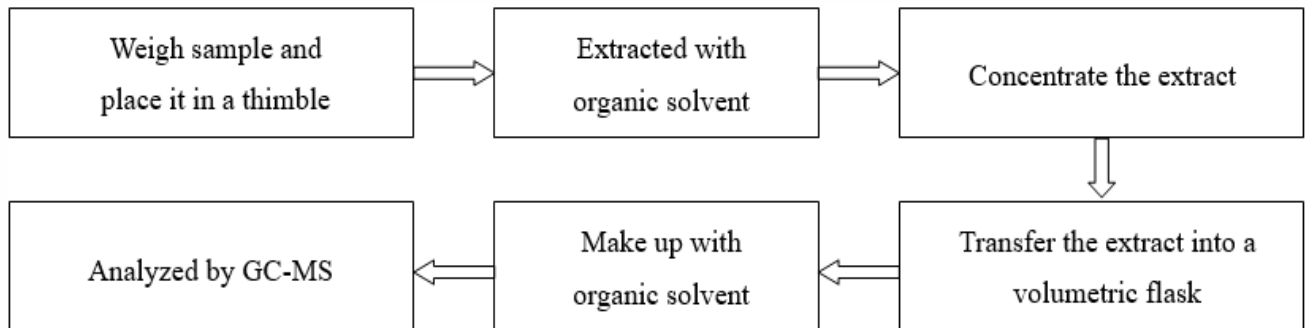 Weigh sample and
place it in a thimble
Extracted with
organic solvent
Concentrate the extract
Transfer the extract into a
volumetric flask
Make up with
organic solvent
Analyzed by GC-MS